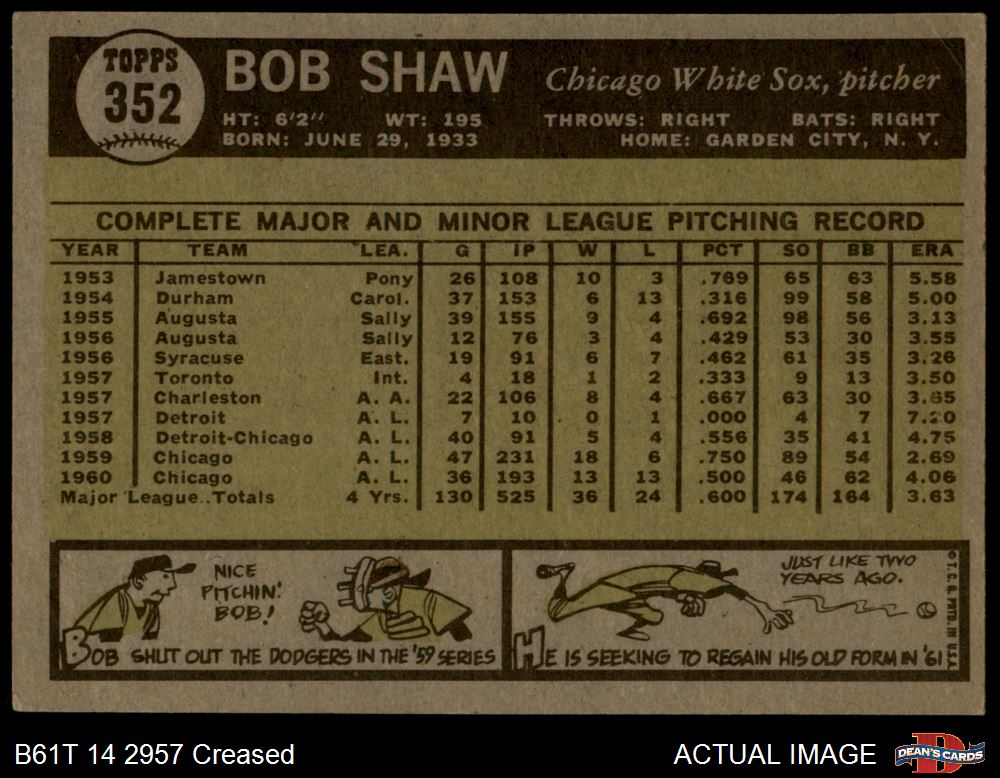 TOPPS
352
BOB SHAW Chicago White Sox, pitcher
HT: 6'2" WT: 195 THROWS: RIGHT BATS: RIGHT
BORN: JUNE 29, 1933 HOME: GARDEN CITY, N. Y.
COMPLETE MAJOR AND MINOR LEAGUE PITCHING RECORD
YEAR TEAM LEA. G IP W L PCT SO BB ERA
1953 Jamestown Pony 26 108 10 3 .769 65 63 5.58
1954 Durham Carol. 37 153 6 13 .316 99 58 5.00
1955 Augusta Sally 39 155 9 4 .692 98 56 3.13
1956 Augusta Sally 12 76 3 4 .429 53 30 3.55
1956 Syracuse East. 19 91 6 7 .462 61 35 3.26
1957 Toronto Int. 4 18 1 2 .333 9 13 3.50
1957 Charleston A. A. 22 106 8 4 .667 63 30 3.65
1957 Detroit A. L. 7 10 0 1 .000 4 7 7.20
1958 Detroit-Chicago A. L. 40 91 5 4 .556 35 41 4.75
1959 Chicago A. L. 47 231 18 6 .750 89 54 2.69
1960 Chicago A. L. 36 193 13 13 .500 46 62 4.06
Major League Totals 4 Yrs. 130 525 36 24 .600 174 164 3.63
NICE
PITCHIN'
BOB!
BOB SHUT OUT THE DODGERS IN THE '59 SERIES
JUST LIKE TWO
YEARS AGO.
HE IS SEEKING TO REGAIN HIS OLD FORM IN '61
© T. C. G. PRTD. IN U.S.A.
B61T 14 2957 Creased ACTUAL IMAGE DEAN'S CARDS